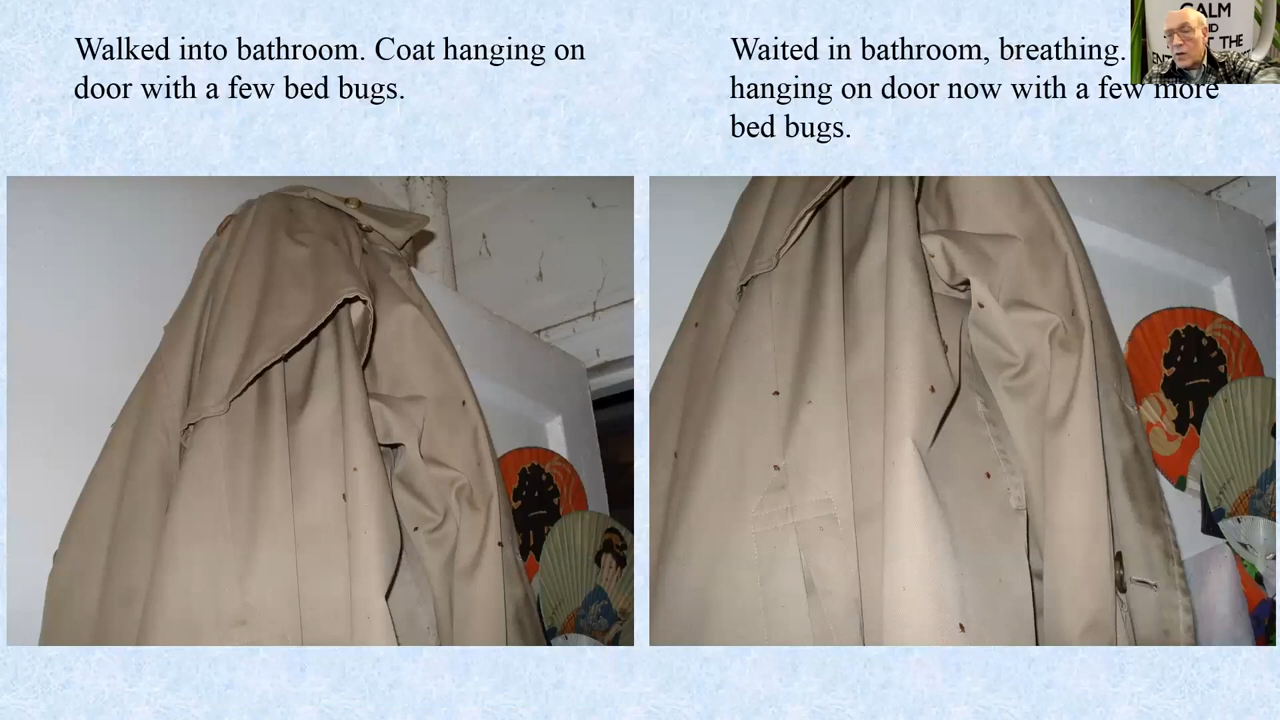 Walked into bathroom. Coat hanging on
door with a few bed bugs.
Waited in bathroom, breathing.
hanging on door now with a few more
bed bugs.
CALM